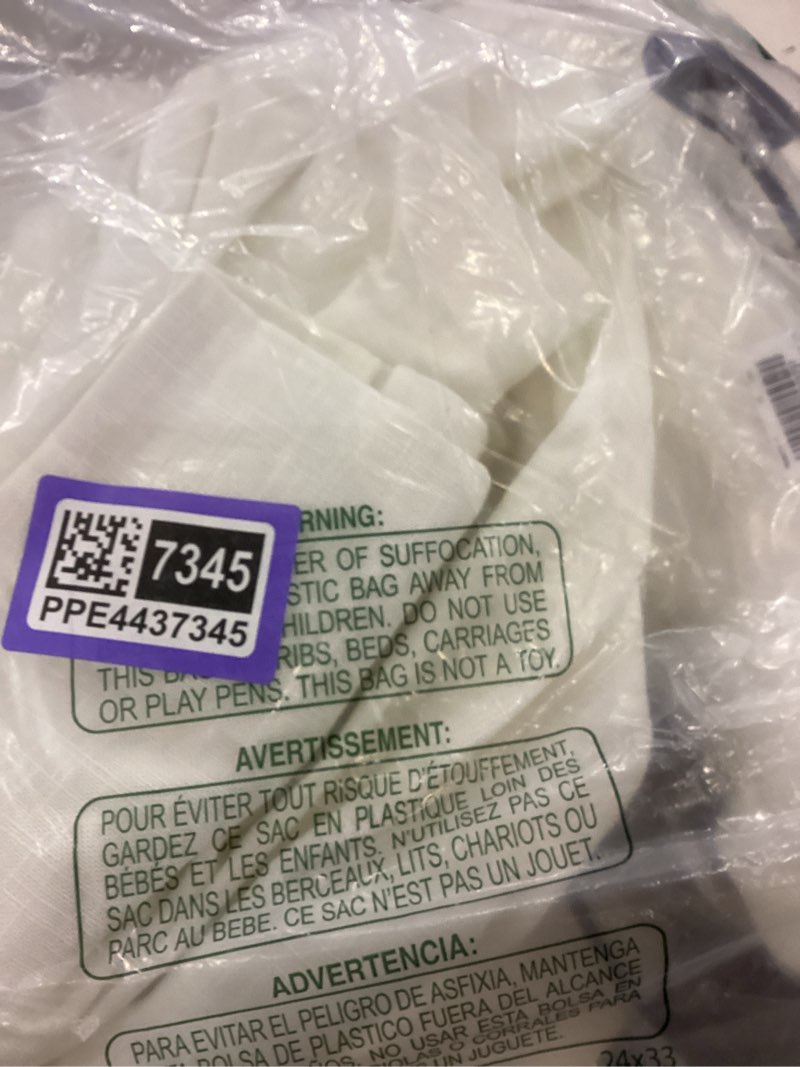 7345
PPE4437345
RNING:
ER OF SUFFOCATION,
STIC BAG AWAY FROM
HILDREN. DO NOT USE
RIBS, BEDS, CARRIAGES
THIS BA
OR PLAY PENS. THIS BAG IS NOT A TOY.
AVERTISSEMENT:
POUR ÉVITER TOUT RISQUE D'ÉTOUFFEMENT,
GARDEZ CE SAC EN PLASTIQUE LOIN DES
BÉBÉS ET LES ENFANTS. N'UTILISEZ PAS CE
SAC DANS LES BERCEAUX, LITS, CHARIOTS OU
PARC AU BEBE. CE SAC N'EST PAS UN JOUET.
ADVERTENCIA:
PARA EVITAR EL PELIGRO DE ASFIXIA, MANTENGA
BOLSA DE PLASTICO FUERA DEL ALCANCE
NO USAR ESTA BOLSA EN
O CORRALES PARA
UN JUGUETE.
24x33